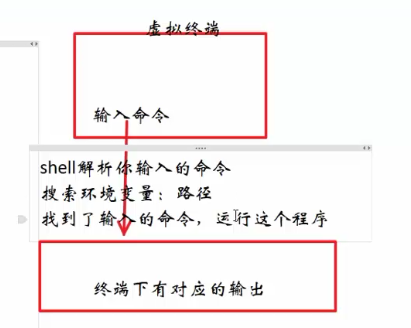 虚拟终端
输入命令
shell解析你输入的命令
搜索环境变量：路径
找到了输入的命令，运行这个程序
终端下有对应的输出